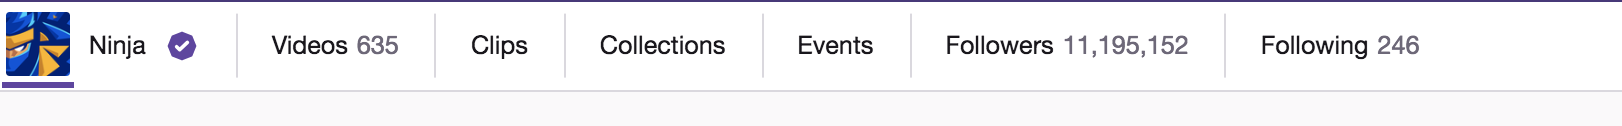 Ninja Videos 635 Clips Collections Events Followers 11,195,152 Following 246